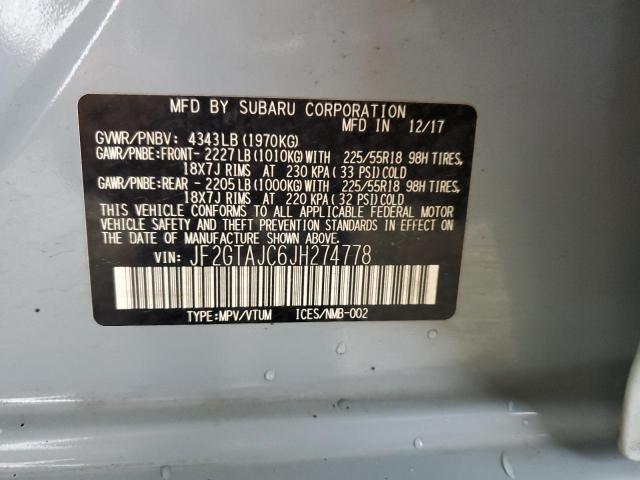 MFD BY SUBARU CORPORATION
MFD IN 12/17
GVWR/PNBV: 4343LB(1970KG)
GAWR/PNBE:FRONT- 2227LB(1010KG)WITH 225/55R18 98H TIRES,
18X7J RIMS AT 230 KPA( 33 PSI)COLD
GAWR/PNBE:REAR - 2205LB(1000KG)WITH 225/55R18 98H TIRES,
18X7J RIMS AT 220 KPA( 32 PSI)COLD
THIS VEHICLE CONFORMS TO ALL APPLICABLE FEDERAL MOTOR
VEHICLE SAFETY AND THEFT PREVENTION STANDARDS IN EFFECT
ON THE DATE OF MANUFACTURE SHOWN ABOVE.
VIN: JF2GTAJC6JH274778
TYPE:MPV/VTUM ICES/NMB-002